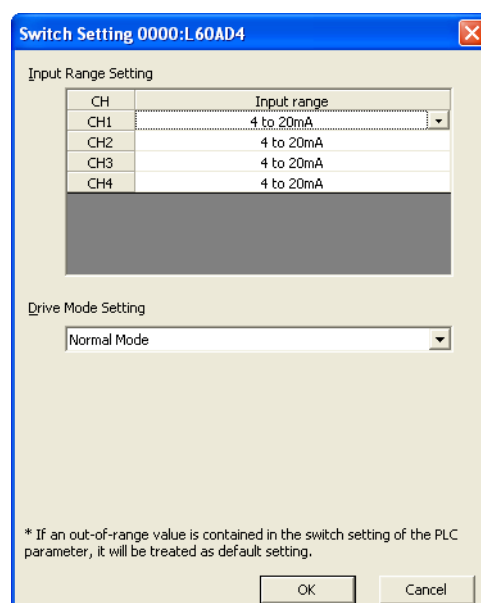 Switch Setting 0000:L60AD4
Input Range Setting
CH Input range
CH1 4 to 20mA
CH2 4 to 20mA
CH3 4 to 20mA
CH4 4 to 20mA
Drive Mode Setting
Normal Mode
* If an out-of-range value is contained in the switch setting of the PLC
parameter, it will be treated as default setting.
OK Cancel